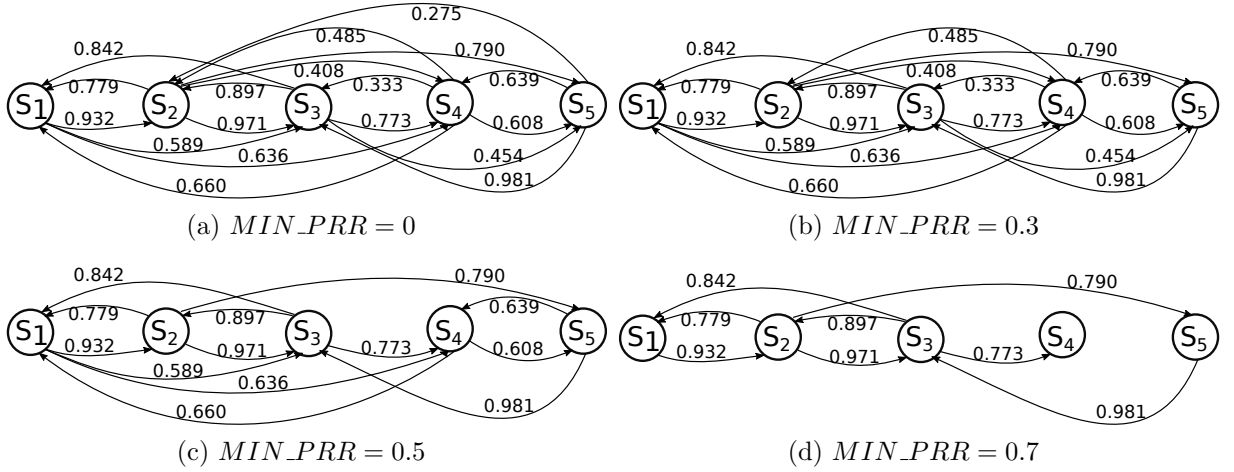 0.275
0.485
0.842 0.790
0.779 0.897 0.408 0.333 0.639
S1 S2 S3 S4 S5
0.932 0.971 0.773 0.608
0.589 0.636 0.454
0.660 0.981
(a) MIN_PRR = 0
0.485
0.842 0.790
0.779 0.897 0.408 0.333 0.639
S1 S2 S3 S4 S5
0.932 0.971 0.773 0.608
0.589 0.636 0.454
0.660 0.981
(b) MIN_PRR = 0.3
0.842 0.790
0.779 0.897 0.639
S1 S2 S3 S4 S5
0.932 0.971 0.773 0.608
0.589
0.636
0.660 0.981
(c) MIN_PRR = 0.5
0.842 0.790
0.779 0.897
S1 S2 S3 S4 S5
0.932 0.971 0.773
0.981
(d) MIN_PRR = 0.7